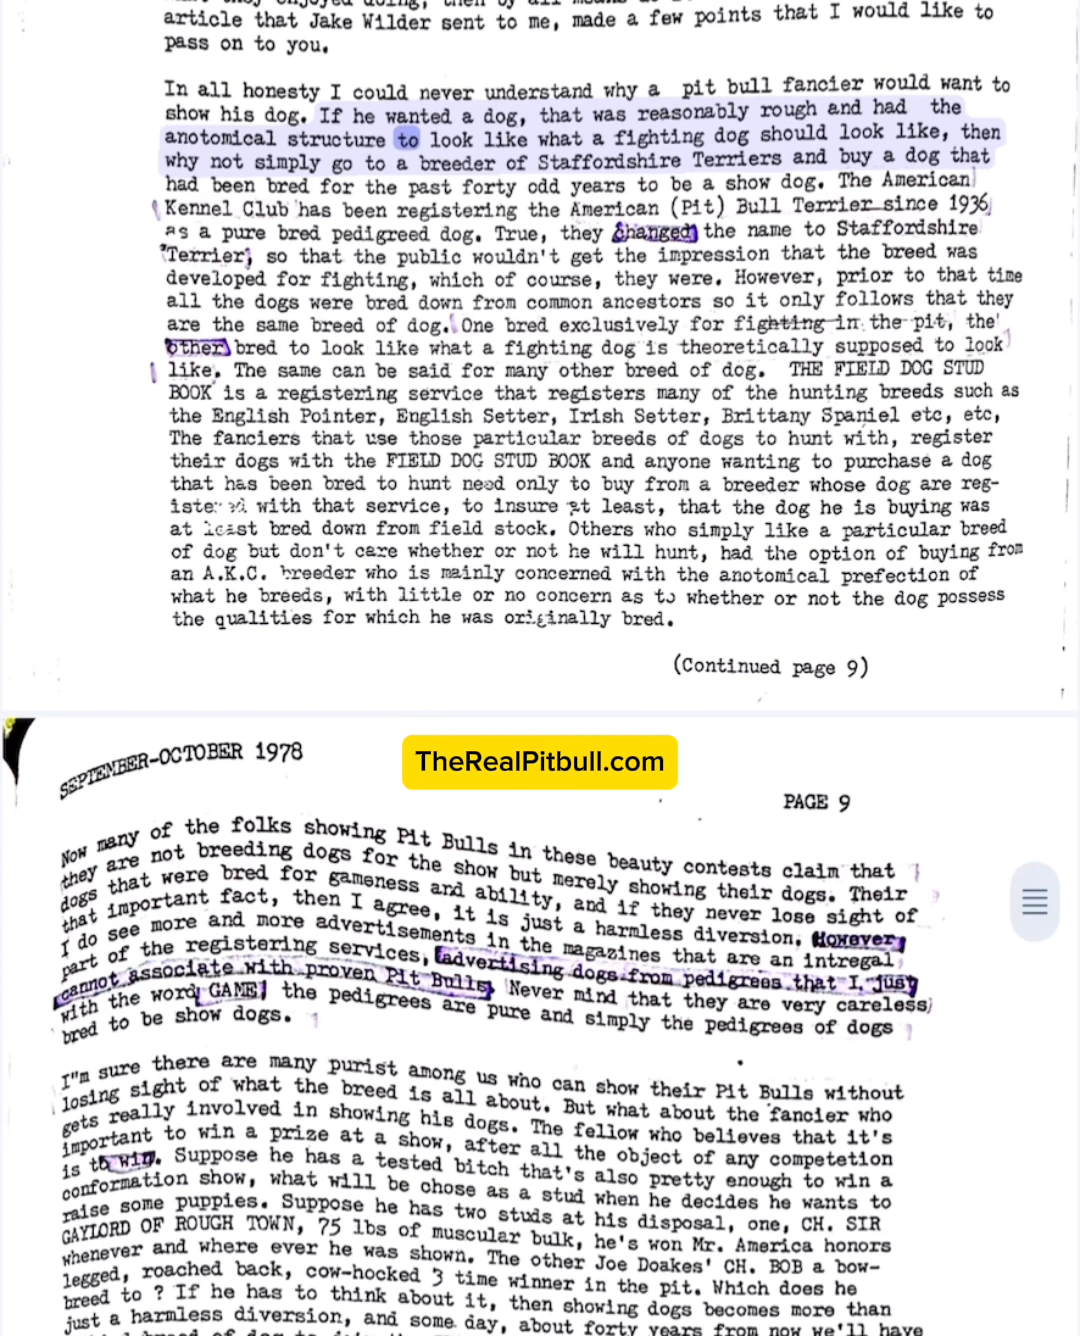 article that Jake Wilder sent to me, made a few points that I would like to
pass on to you.
In all honesty I could never understand why a pit bull fancier would want to
show his dog. If he wanted a dog, that was reasonably rough and had the
anotomical structure to look like what a fighting dog should look like, then
why not simply go to a breeder of Staffordshire Terriers and buy a dog that
had been bred for the past forty odd years to be a show dog. The American
Kennel Club has been registering the American (Pit) Bull Terrier since 1936
as a pure bred pedigreed dog. True, they changed the name to Staffordshire
Terrier, so that the public wouldn't get the impression that the breed was
developed for fighting, which of course, they were. However, prior to that time
all the dogs were bred down from common ancestors so it only follows that they
are the same breed of dog. One bred exclusively for fighting in the pit, the
other bred to look like what a fighting dog is theoretically supposed to look
like. The same can be said for many other breed of dog. THE FIELD DOG STUD
BOOK is a registering service that registers many of the hunting breeds such as
the English Pointer, English Setter, Irish Setter, Brittany Spaniel etc, etc,
The fanciers that use those particular breeds of dogs to hunt with, register
their dogs with the FIELD DOG STUD BOOK and anyone wanting to purchase a dog
that has been bred to hunt need only to buy from a breeder whose dog are reg-
istered with that service, to insure at least, that the dog he is buying was
at least bred down from field stock. Others who simply like a particular breed
of dog but don't care whether or not he will hunt, had the option of buying from
an A.K.C. breeder who is mainly concerned with the anotomical prefection of
what he breeds, with little or no concern as to whether or not the dog possess
the qualities for which he was originally bred.
(Continued page 9)
SEPTEMBER-OCTOBER 1978
TheRealPitbull.com
PAGE 9
Now many of the folks showing Pit Bulls in these beauty contests claim that
they are not breeding dogs for the show but merely showing their dogs. Their
dogs that were bred for gameness and ability, and if they never lose sight of
that important fact, then I agree, it is just a harmless diversion. However
I do see more and more advertisements in the magazines that are an intregal
part of the registering services, advertising dogs from pedigrees that I, just
cannot associate with proven Pit Bulls. Never mind that they are very careless
with the word GAME, the pedigrees are pure and simply the pedigrees of dogs
bred to be show dogs.
I"m sure there are many purist among us who can show their Pit Bulls without
losing sight of what the breed is all about. But what about the fancier who
gets really involved in showing his dogs. The fellow who believes that it's
important to win a prize at a show, after all the object of any competetion
is to win. Suppose he has a tested bitch that's also pretty enough to win a
conformation show, what will be chose as a stud when he decides he wants to
raise some puppies. Suppose he has two studs at his disposal, one, CH. SIR
GAYLORD OF ROUGH TOWN, 75 lbs of muscular bulk, he's won Mr. America honors
whenever and where ever he was shown. The other Joe Doakes' CH. BOB a bow-
legged, roached back, cow-hocked 3 time winner in the pit. Which does he
breed to ? If he has to think about it, then showing dogs becomes more than
just a harmless diversion, and some day, about forty years from now we'll have